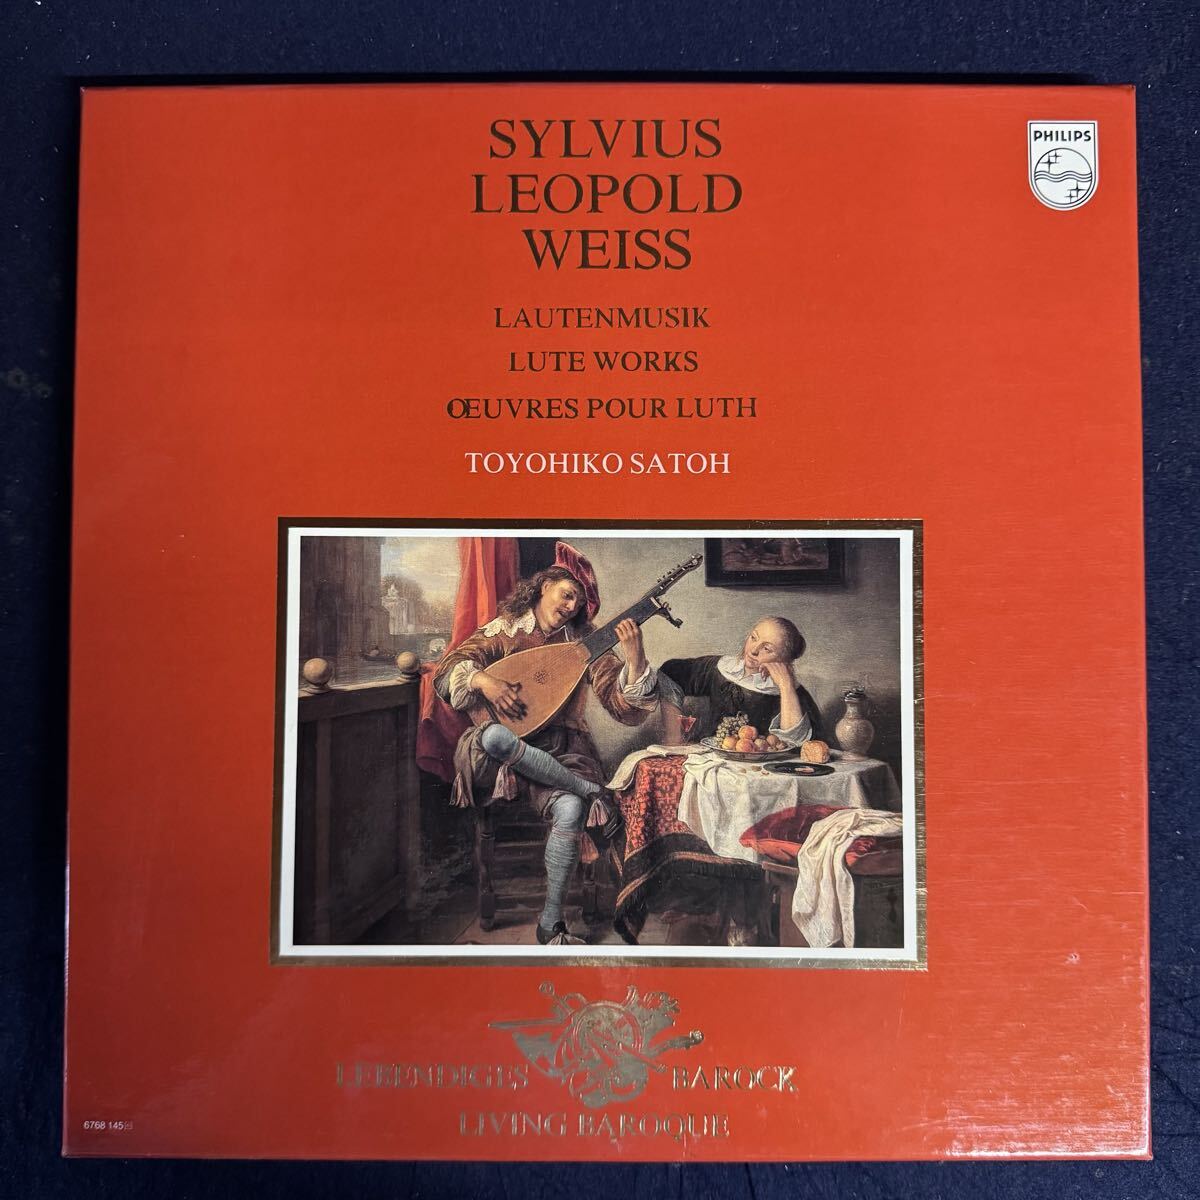 SYLVIUS
LEOPOLD
WEISS
PHILIPS
LAUTENMUSIK
LUTE WORKS
ŒUVRES POUR LUTH
TOYOHIKO SATOH
LEBENDIGES BAROCK
LIVING BAROQUE
6768 145